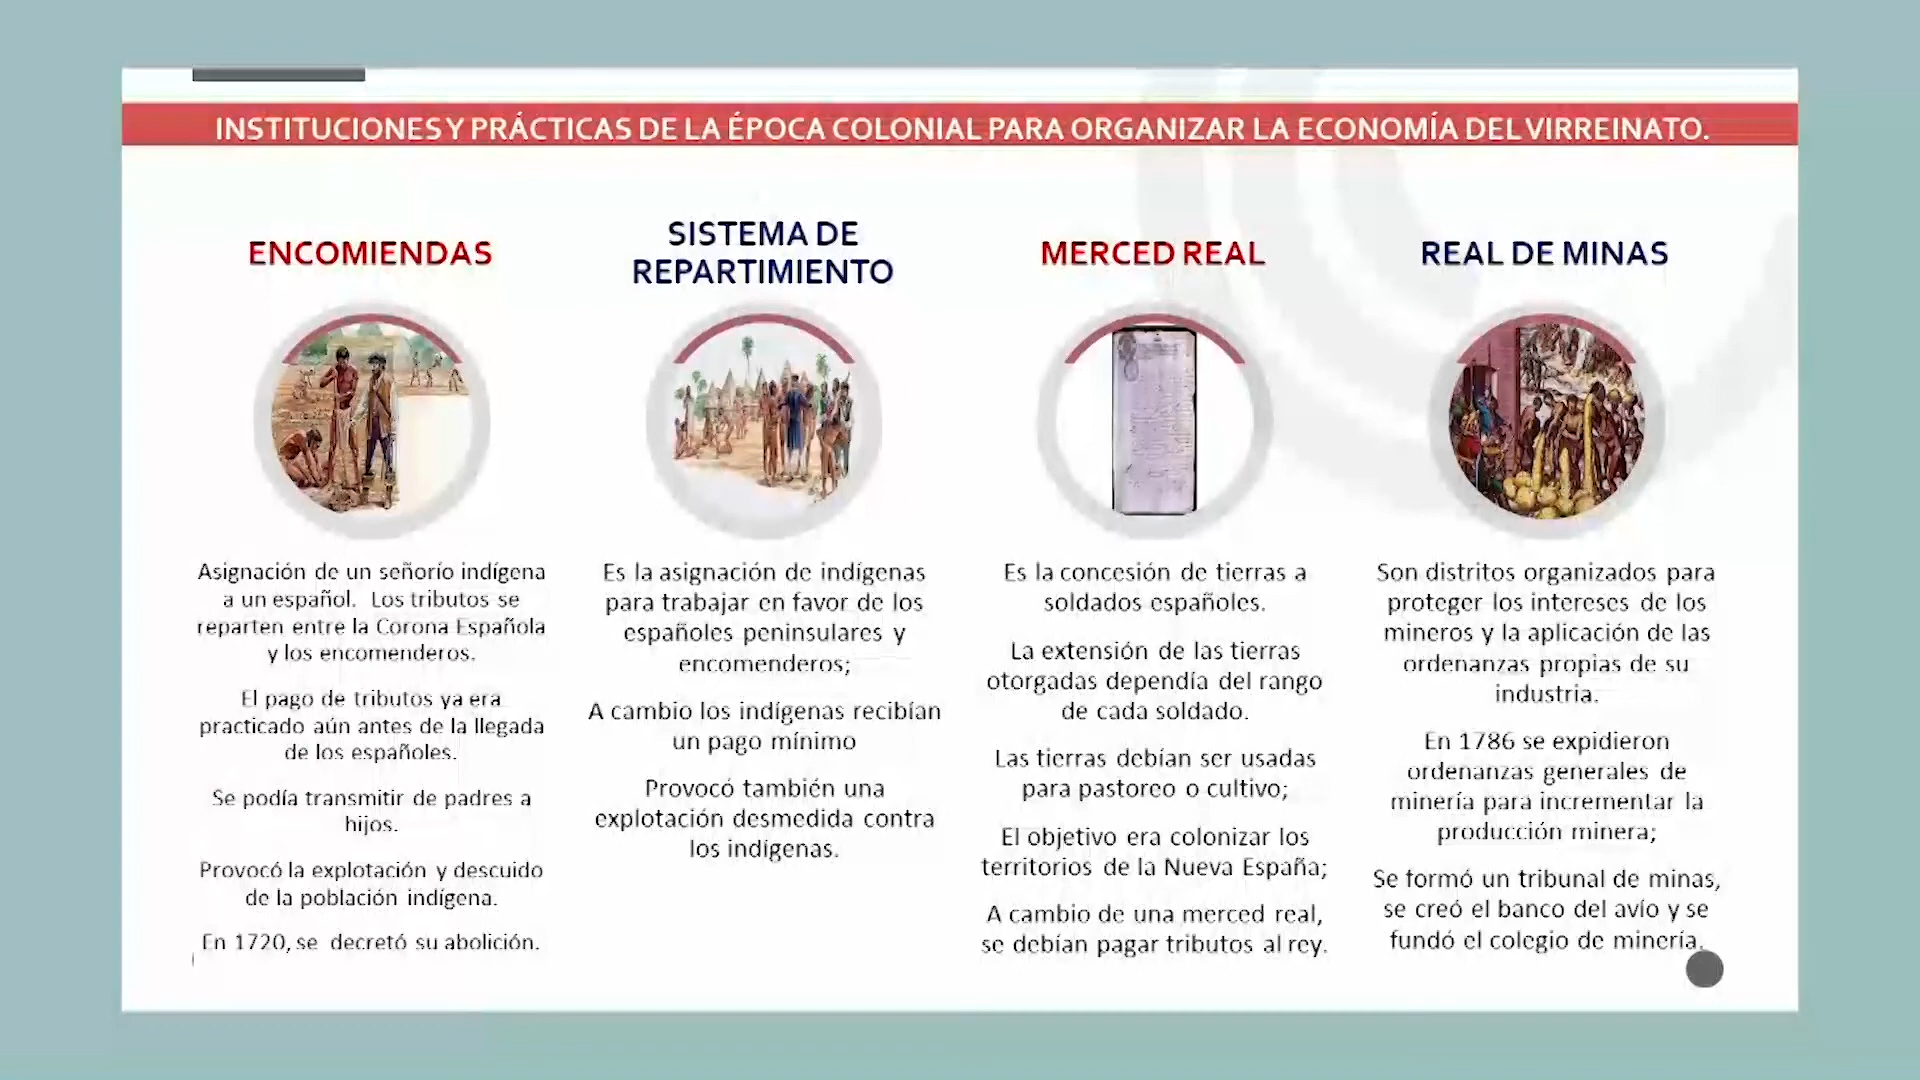 INSTITUCIONES Y PRÁCTICAS DE LA ÉPOCA COLONIAL PARA ORGANIZAR LA ECONOMÍA DEL VIRREINATO.
ENCOMIENDAS
Asignación de un señorío indígena
a un español. Los tributos se
reparten entre la Corona Española
y los encomenderos.
El pago de tributos ya era
practicado aún antes de la llegada
de los españoles.
Se podía transmitir de padres a
hijos.
Provocó la explotación y descuido
de la población indígena.
En 1720, se decretó su abolición.
SISTEMA DE
REPARTIMIENTO
Es la asignación de indígenas
para trabajar en favor de los
españoles peninsulares y
encomenderos;
A cambio los indígenas recibían
un pago mínimo
Provocó también una
explotación desmedida contra
los indígenas.
MERCED REAL
Es la concesión de tierras a
soldados españoles.
La extensión de las tierras
otorgadas dependía del rango
de cada soldado.
Las tierras debían ser usadas
para pastoreo o cultivo;
El objetivo era colonizar los
territorios de la Nueva España;
A cambio de una merced real,
se debían pagar tributos al rey.
REAL DE MINAS
Son distritos organizados para
proteger los intereses de los
mineros y la aplicación de las
ordenanzas propias de su
industria.
En 1786 se expidieron
ordenanzas generales de
minería para incrementar la
producción minera;
Se formó un tribunal de minas,
se creó el banco del avío y se
fundó el colegio de minería.